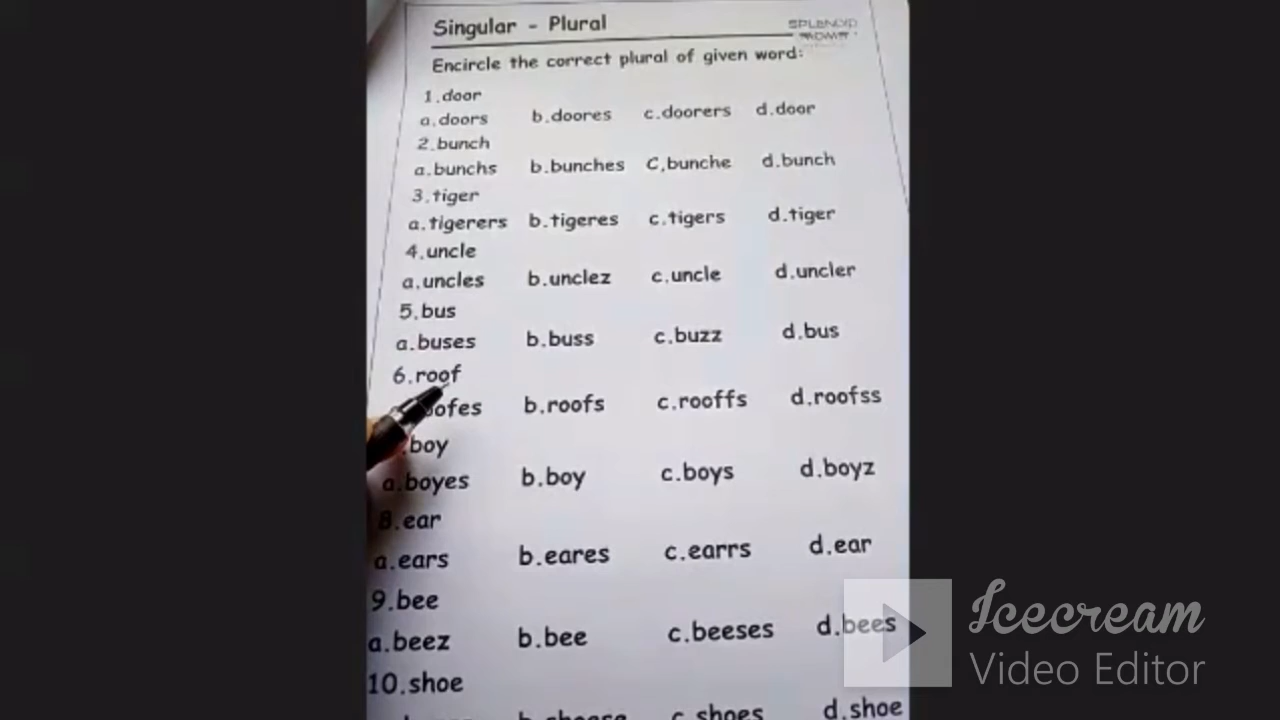 Singular - Plural
SPLENDID
Encircle the correct plural of given word:
1.door
a.doors b.doores c.doorers d.door
2.bunch
a.bunchs b.bunches C,bunche d.bunch
3.tiger
a.tigerers b.tigeres c.tigers d.tiger
4.uncle
a.uncles b.unclez c.uncle d.uncler
5.bus
a.buses b.buss c.buzz d.bus
6.roof
b.roofs c.rooffs d.roofss
.boy
a.boyes b.boy c.boys d.boyz
8.ear
a.ears b.eares c.earrs d.ear
9.bee
a.beez b.bee c.beeses d.bees
10.shoe
c.shoes d.shoe
Icecream
Video Editor